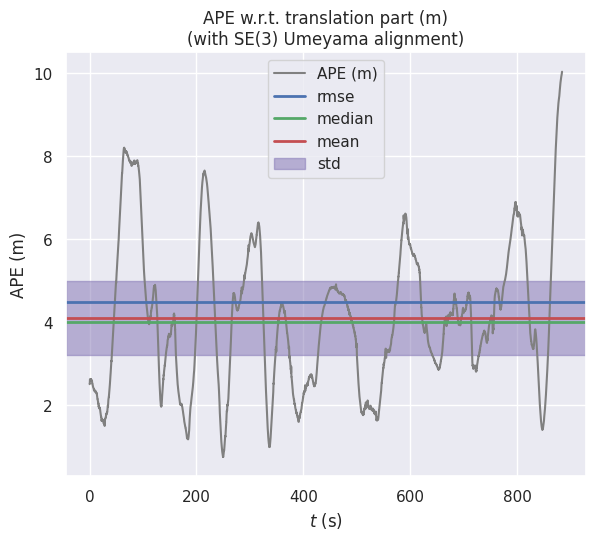 APE w.r.t. translation part (m)
(with SE(3) Umeyama alignment)
APE (m)
rmse
median
mean
std
APE (m)
10
8
6
4
2
0 200 400 600 800
t (s)